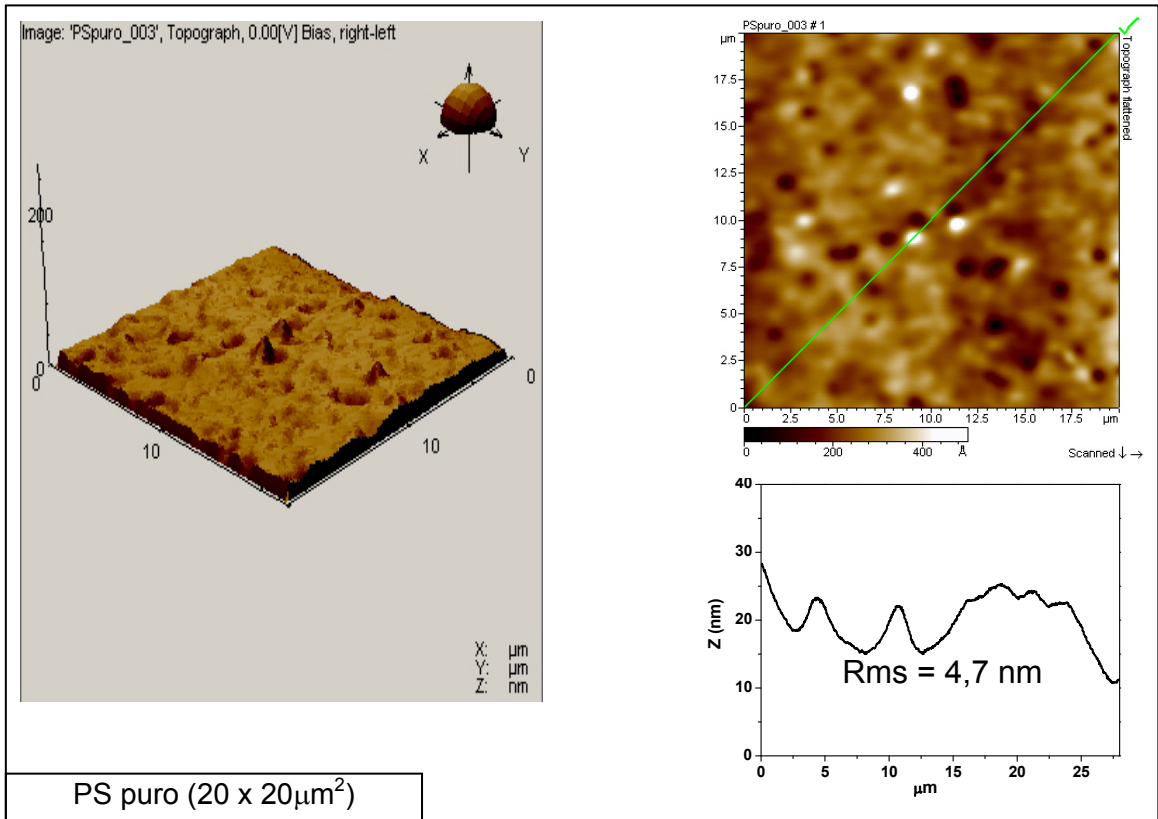 Image: 'PSpuro_003', Topograph, 0.00[V] Bias, right-left
X
Y
200
0
0
10
10
0
X: µm
Y: µm
Z: nm
PSpuro_003 # 1
µm
17.5
15.0
12.5
10.0
7.5
5.0
2.5
0
0 2.5 5.0 7.5 10.0 12.5 15.0 17.5 µm
Topograph flattened
0 200 400 Å
Scanned ↓ →
40
30
20
10
0
Z (nm)
Rms = 4,7 nm
0 5 10 15 20 25
µm
PS puro (20 x 20µm²)